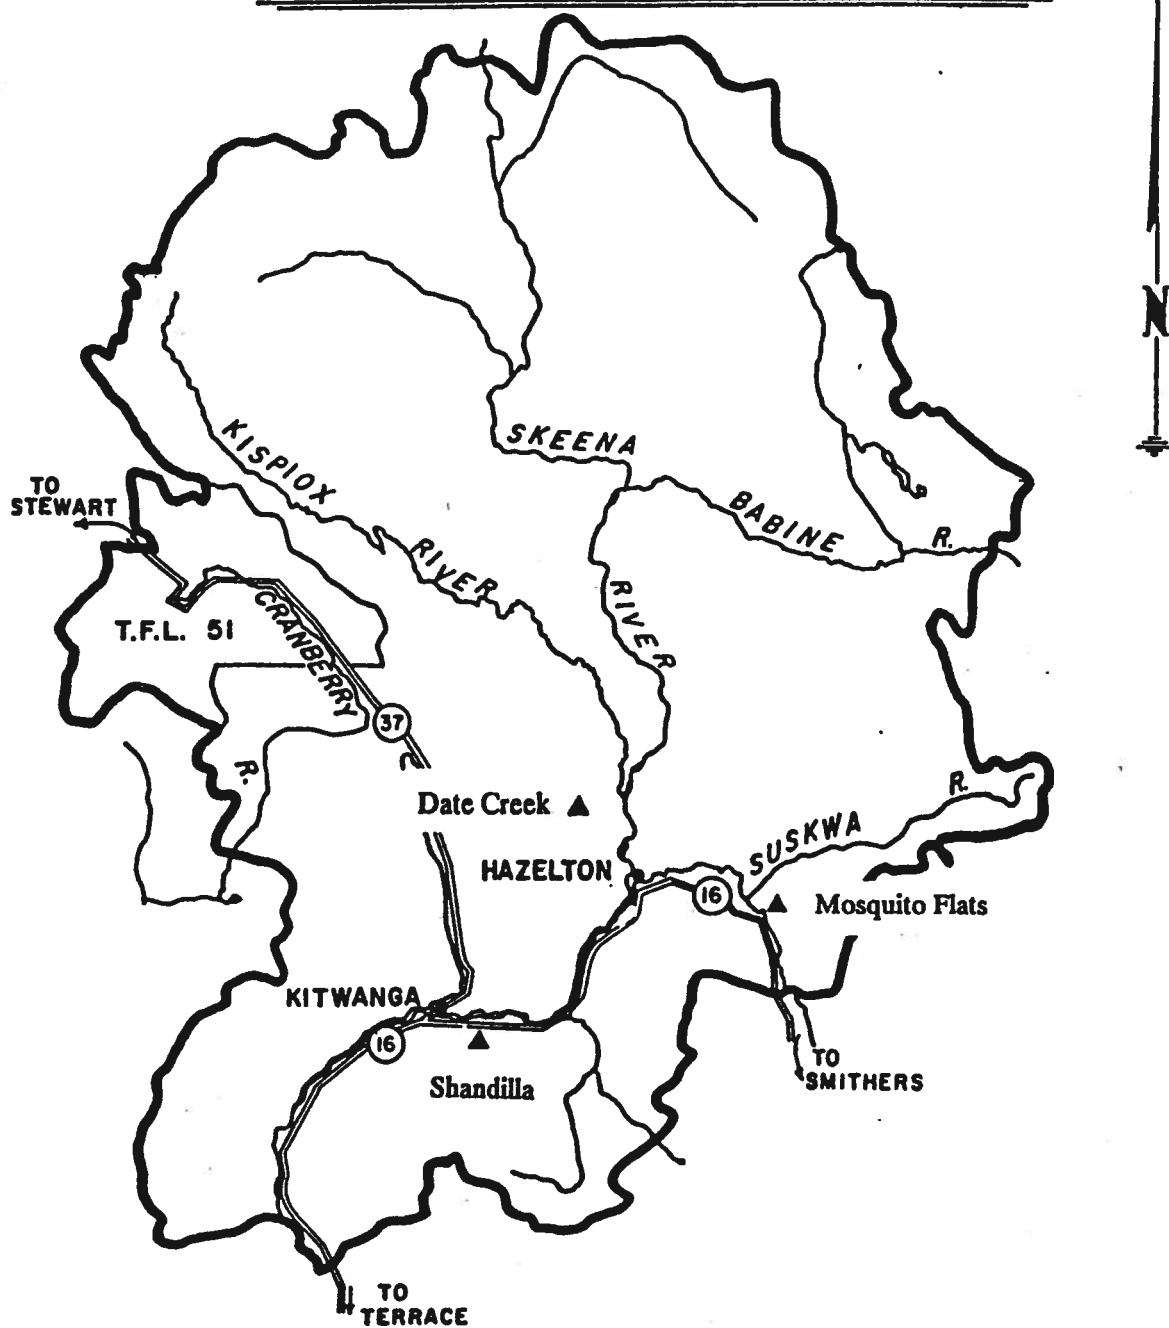 N
SKEENA
KISPIOX
TO
STEWART
BABINE
R.
RIVER
RIVER
CRANBERRY
T.F.L. 51
37
R.
R.
Date Creek
SUSKWA
HAZELTON
16
Mosquito Flats
KITWANGA
16
TO
SMITHERS
Shandilla
TO
TERRACE